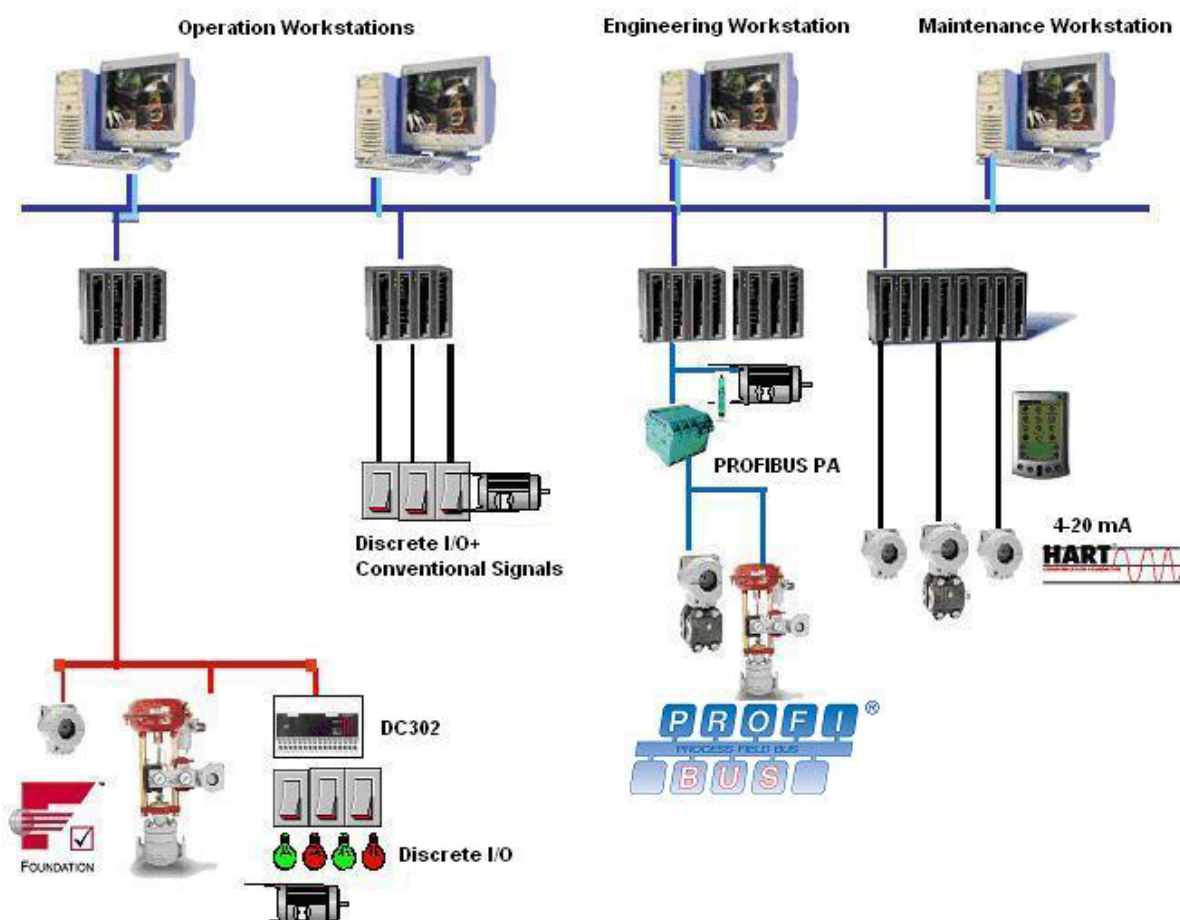 Operation Workstations
Engineering Workstation
Maintenance Workstation
PROFIBUS PA
Discrete I/O+
Conventional Signals
4-20 mA
HART
DC302
PROFI®
PROCESS FIELD BUS
BUS
Discrete I/O
FOUNDATION